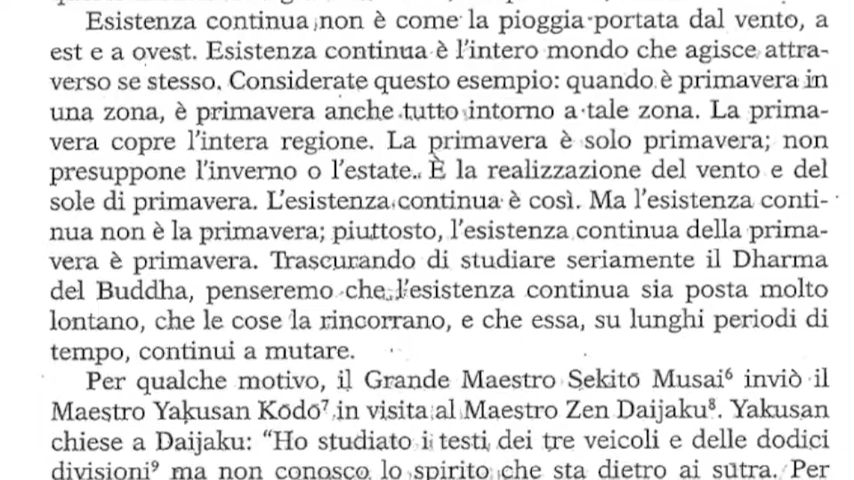 Esistenza continua non è come la pioggia portata dal vento, a
est e a ovest. Esistenza continua è l'intero mondo che agisce attra-
verso se stesso. Considerate questo esempio: quando è primavera in
una zona, è primavera anche tutto intorno a tale zona. La prima-
vera copre l'intera regione. La primavera è solo primavera; non
presuppone l'inverno o l'estate. È la realizzazione del vento e del
sole di primavera. L'esistenza continua è così. Ma l'esistenza conti-
nua non è la primavera; piuttosto, l'esistenza continua della prima-
vera è primavera. Trascurando di studiare seriamente il Dharma
del Buddha, penseremo che l'esistenza continua sia posta molto
lontano, che le cose la rincorrano, e che essa, su lunghi periodi di
tempo, continui a mutare.
Per qualche motivo, il Grande Maestro Sekitō Musai⁶ inviò il
Maestro Yakusan Kōdō⁷ in visita al Maestro Zen Daijaku⁸. Yakusan
chiese a Daijaku: "Ho studiato i testi dei tre veicoli e delle dodici
divisioni⁹ ma non conosco lo spirito che sta dietro ai sūtra. Per